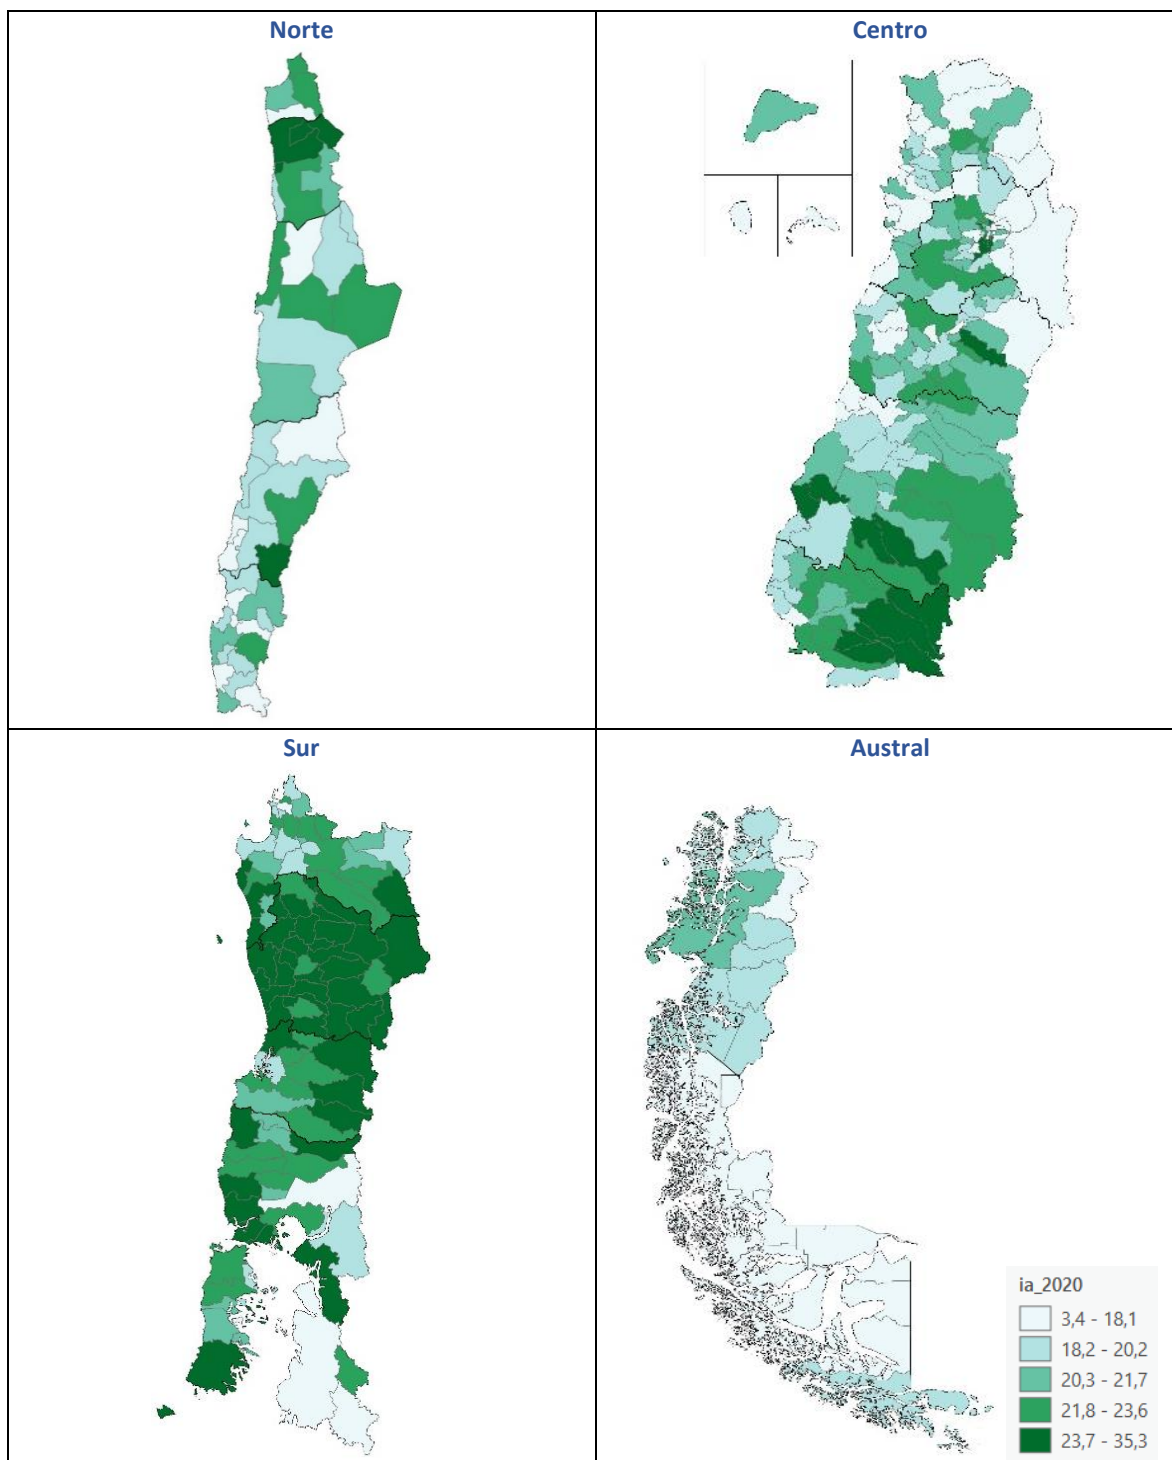 Norte
Centro
Sur
Austral
ia_2020
3,4 - 18,1
18,2 - 20,2
20,3 - 21,7
21,8 - 23,6
23,7 - 35,3